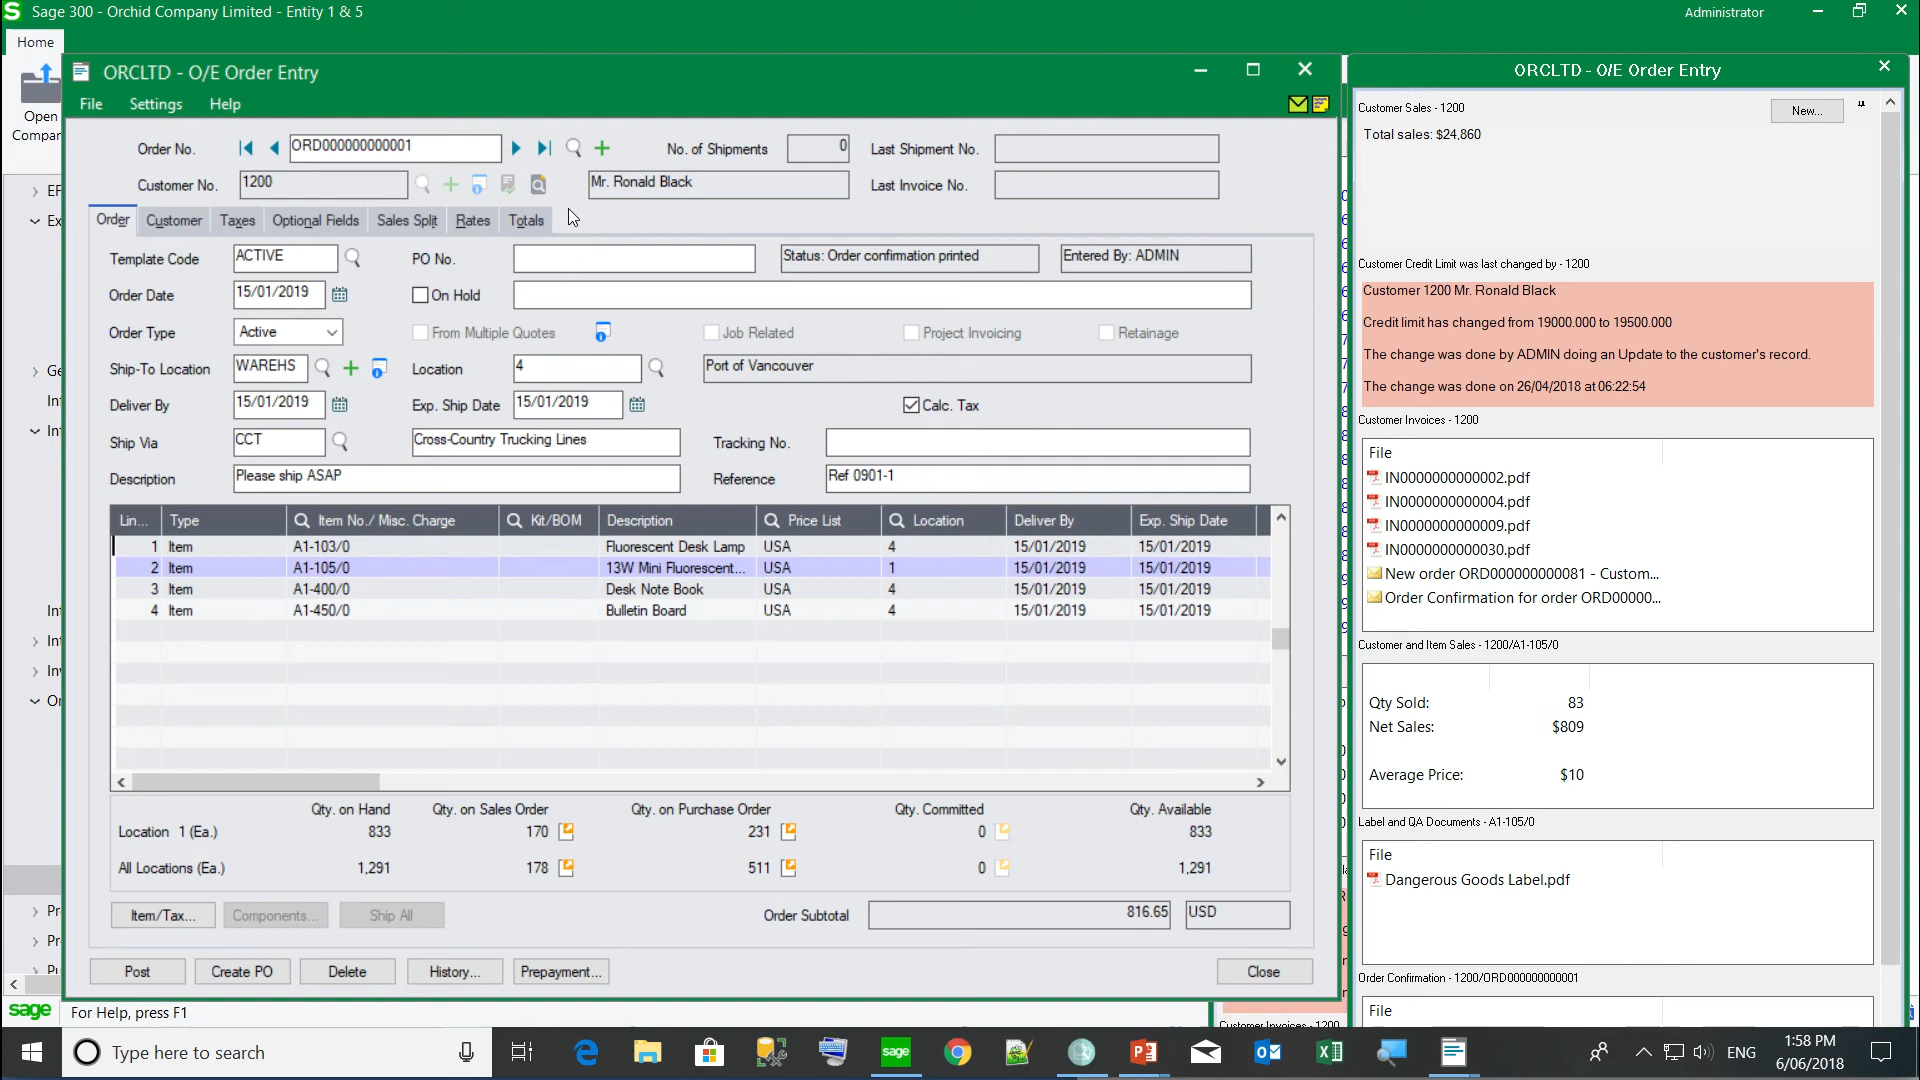 Sage 300 - Orchid Company Limited - Entity 1 & 5
Administrator
Home
Open
ORCLTD - O/E Order Entry
File Settings Help
Order No. ORD000000000001 No. of Shipments 0 Last Shipment No.
Customer No. 1200 Mr. Ronald Black Last Invoice No.
Order Customer Taxes Optional Fields Sales Split Rates Totals
Template Code ACTIVE PO No. Status: Order confirmation printed Entered By: ADMIN
Order Date 15/01/2019 On Hold
Order Type Active From Multiple Quotes Job Related Project Invoicing Retainage
Ship-To Location WAREHS Location 4 Port of Vancouver
Deliver By 15/01/2019 Exp. Ship Date 15/01/2019 Calc. Tax
Ship Via CCT Cross-Country Trucking Lines Tracking No.
Description Please ship ASAP Reference Ref 0901-1
Lin... Type Item No./ Misc. Charge Kit/BOM Description Price List Location Deliver By Exp. Ship Date
1 Item A1-103/0 Fluorescent Desk Lamp USA 4 15/01/2019 15/01/2019
2 Item A1-105/0 13W Mini Fluorescent... USA 1 15/01/2019 15/01/2019
3 Item A1-400/0 Desk Note Book USA 4 15/01/2019 15/01/2019
4 Item A1-450/0 Bulletin Board USA 4 15/01/2019 15/01/2019
Qty. on Hand Qty. on Sales Order Qty. on Purchase Order Qty. Committed Qty. Available
Location 1 (Ea.) 833 170 231 0 833
All Locations (Ea.) 1,291 178 511 0 1,291
Item/Tax... Components... Ship All Order Subtotal 816.65 USD
Post Create PO Delete History... Prepayment... Close
sage For Help, press F1
ORCLTD - O/E Order Entry
Customer Sales - 1200 New...
Total sales: $24,860
Customer Credit Limit was last changed by - 1200
Customer 1200 Mr. Ronald Black
Credit limit has changed from 19000.000 to 19500.000
The change was done by ADMIN doing an Update to the customer's record.
The change was done on 26/04/2018 at 06:22:54
Customer Invoices - 1200
File
IN0000000000002.pdf
IN0000000000004.pdf
IN0000000000009.pdf
IN0000000000030.pdf
New order ORD000000000081 - Custom...
Order Confirmation for order ORD00000...
Customer and Item Sales - 1200/A1-105/0
Qty Sold: 83
Net Sales: $809
Average Price: $10
Label and QA Documents - A1-105/0
File
Dangerous Goods Label.pdf
Order Confirmation - 1200/ORD000000000001
File
Customer Invoices - 1200
Type here to search
sage
ENG
1:58 PM
6/06/2018